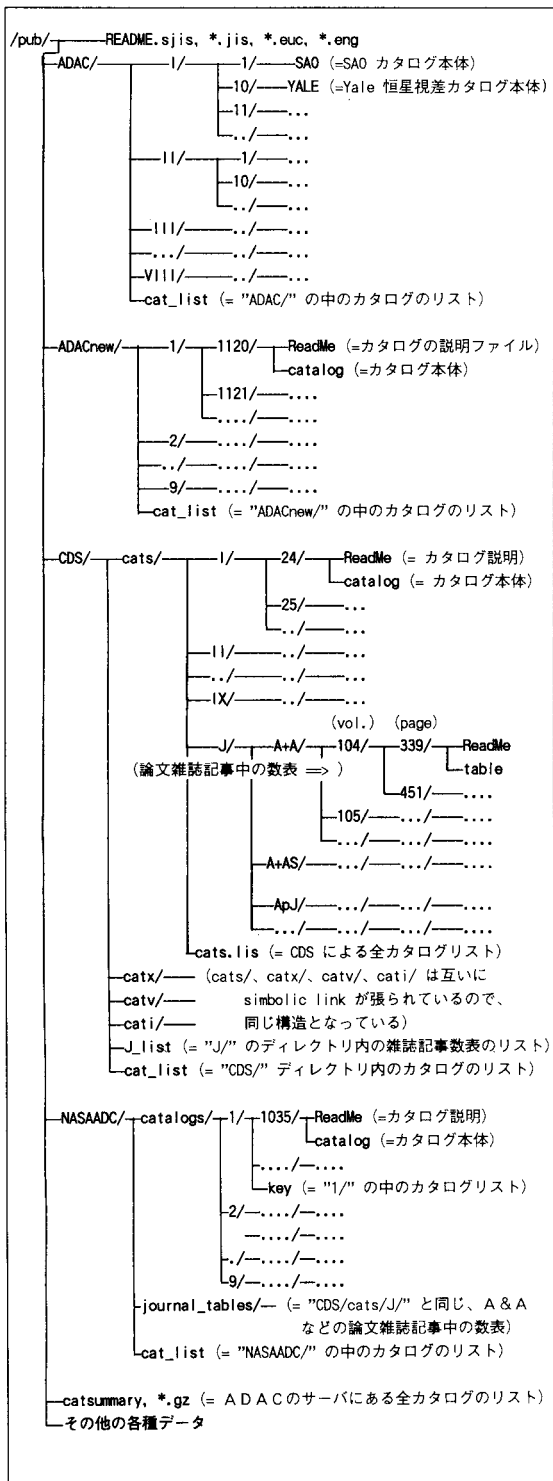 /pub/ README.sjis, *.jis, *.euc, *.eng
ADAC/ I/ 1/ SAO (=SAO カタログ本体)
10/ YALE (=Yale 恒星視差カタログ本体)
11/ ...
../ ...
II/ 1/ ...
10/ ...
../ ...
III/ ../ ...
.../ ../ ...
VIII/ ../ ...
cat_list (= "ADAC/" の中のカタログのリスト)
ADACnew/ 1/ 1120/ ReadMe (=カタログの説明ファイル)
catalog (=カタログ本体)
1121/ ....
..../ ....
2/ ..../ ....
../ ..../ ....
9/ ..../ ....
cat_list (= "ADACnew/" の中のカタログのリスト)
CDS/ cats/ I/ 24/ ReadMe (= カタログ説明)
catalog (= カタログ本体)
25/ ...
../ ...
II/ ../ ...
../ ../ ...
IX/ ../ ...
(vol.) (page)
J/ A+A/ 104/ 339/ ReadMe
(論文雑誌記事中の数表 => ) table
451/ ....
105/ .../ ....
.../ .../ ....
A+AS/ .../ .../ ....
ApJ/ .../ .../ ....
.../ .../ .../ ....
cats.lis (= CDS による全カタログリスト)
catx/ (cats/、catx/、catv/、cati/ は互いに
catv/ simbolic link が張られているので、
cati/ 同じ構造となっている)
J_list (= "J/" のディレクトリ内の雑誌記事数表のリスト)
cat_list (= "CDS/" ディレクトリ内のカタログのリスト)
NASAADC/ catalogs/ 1/ 1035/ ReadMe (=カタログ説明)
catalog (=カタログ本体)
..../ ....
key (= "1/" の中のカタログリスト)
2/ ..../ ....
..../ ....
./ ..../ ....
9/ ..../ ....
journal_tables/ (= "CDS/cats/J/" と同じ、A&A
などの論文雑誌記事中の数表)
cat_list (= "NASAADC/" の中のカタログのリスト)
catsummary, *.gz (= ADACのサーバにある全カタログのリスト)
その他の各種データ